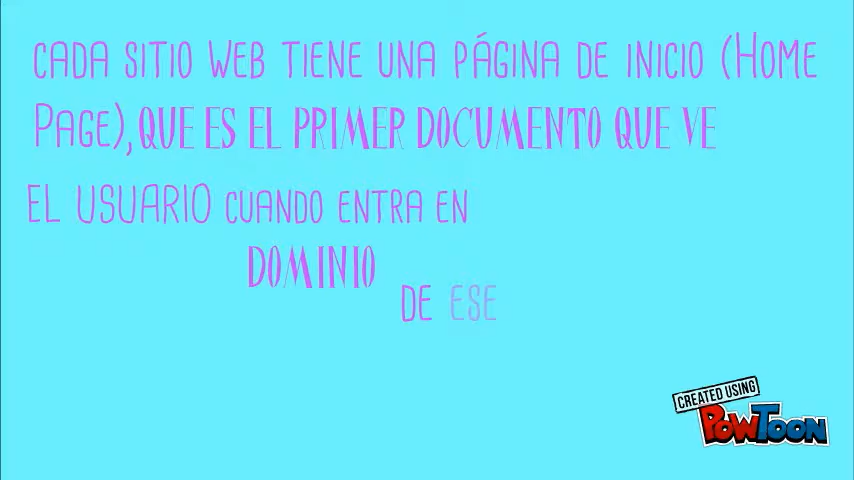 CADA SITIO WEB TIENE UNA PÁGINA DE INICIO (HOME
PAGE), QUE ES EL PRIMER DOCUMENTO QUE VE
EL USUARIO CUANDO ENTRA EN
DOMINIO
DE ESE
CREATED USING
POWTOON